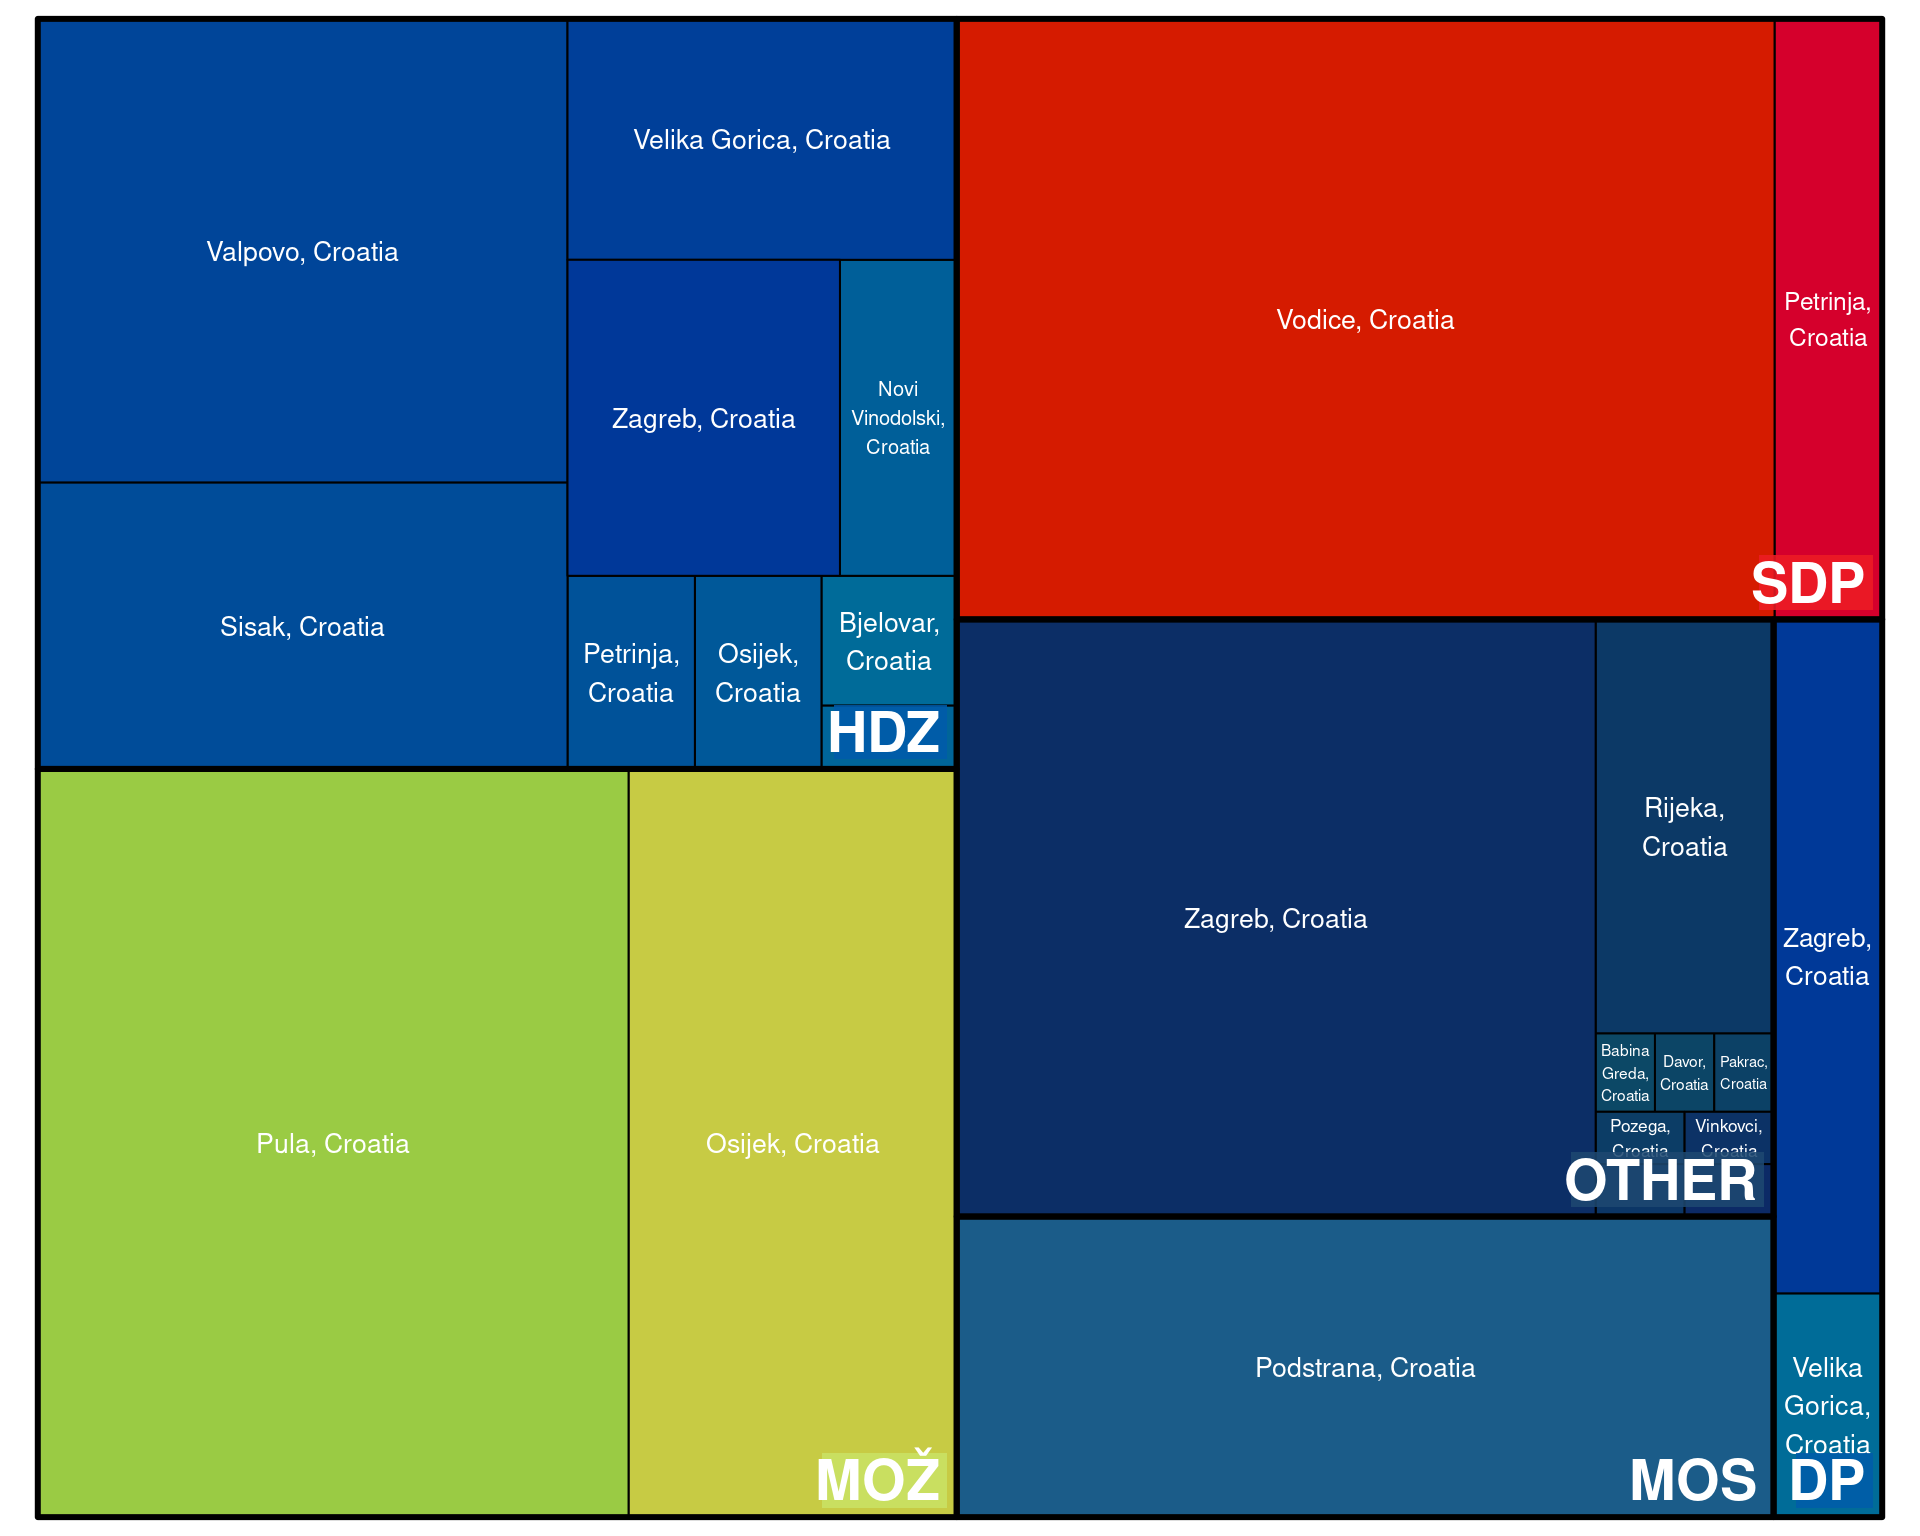 Valpovo, Croatia
Velika Gorica, Croatia
Zagreb, Croatia
Novi
Vinodolski,
Croatia
Sisak, Croatia
Petrinja,
Croatia
Osijek,
Croatia
Bjelovar,
Croatia
HDZ
Pula, Croatia
Osijek, Croatia
MOŽ
Vodice, Croatia
Petrinja,
Croatia
SDP
Zagreb, Croatia
Rijeka,
Croatia
Babina
Greda,
Croatia
Davor,
Croatia
Pakrac,
Croatia
Pozega,
Croatia
Vinkovci,
Croatia
OTHER
Podstrana, Croatia
MOS
Zagreb,
Croatia
Velika
Gorica,
Croatia
DP